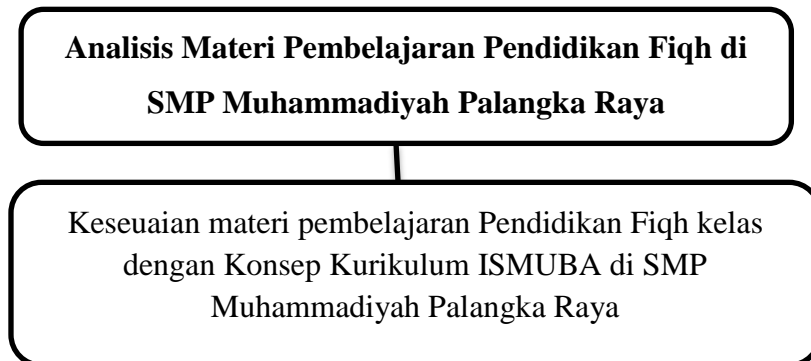 Analisis Materi Pembelajaran Pendidikan Fiqh di
SMP Muhammadiyah Palangka Raya
Keseuaian materi pembelajaran Pendidikan Fiqh kelas
dengan Konsep Kurikulum ISMUBA di SMP
Muhammadiyah Palangka Raya